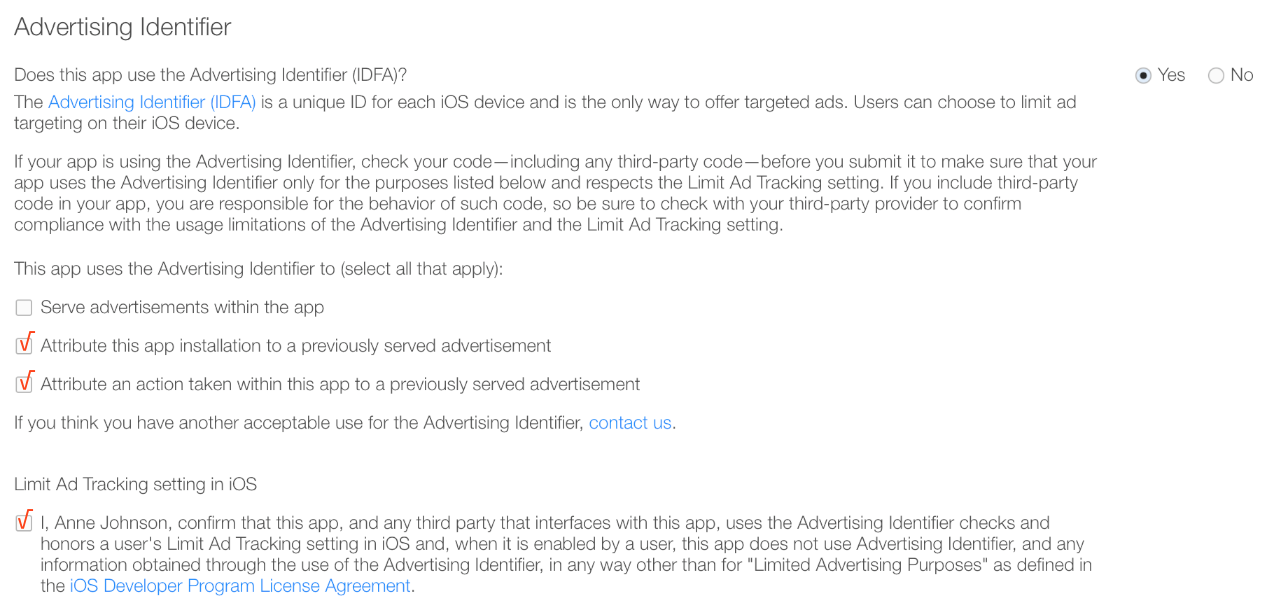 Advertising Identifier
Does this app use the Advertising Identifier (IDFA)? Yes No
The Advertising Identifier (IDFA) is a unique ID for each iOS device and is the only way to offer targeted ads. Users can choose to limit ad
targeting on their iOS device.
If your app is using the Advertising Identifier, check your code—including any third-party code—before you submit it to make sure that your
app uses the Advertising Identifier only for the purposes listed below and respects the Limit Ad Tracking setting. If you include third-party
code in your app, you are responsible for the behavior of such code, so be sure to check with your third-party provider to confirm
compliance with the usage limitations of the Advertising Identifier and the Limit Ad Tracking setting.
This app uses the Advertising Identifier to (select all that apply):
Serve advertisements within the app
Attribute this app installation to a previously served advertisement
Attribute an action taken within this app to a previously served advertisement
If you think you have another acceptable use for the Advertising Identifier, contact us.
Limit Ad Tracking setting in iOS
I, Anne Johnson, confirm that this app, and any third party that interfaces with this app, uses the Advertising Identifier checks and
honors a user's Limit Ad Tracking setting in iOS and, when it is enabled by a user, this app does not use Advertising Identifier, and any
information obtained through the use of the Advertising Identifier, in any way other than for "Limited Advertising Purposes" as defined in
the iOS Developer Program License Agreement.